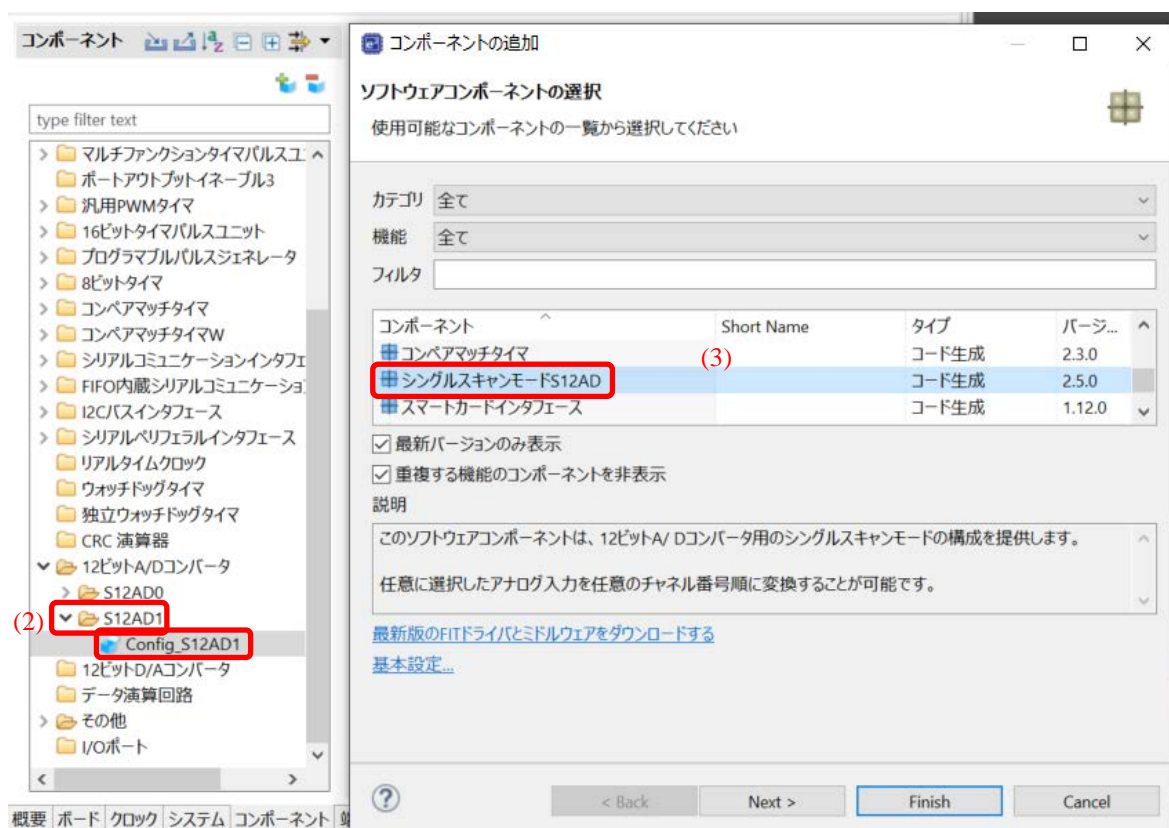 コンポーネント
type filter text
マルチファンクションタイマパルスユ
ポートアウトプットイネーブル3
汎用PWMタイマ
16ビットタイマパルスユニット
プログラマブルパルスジェネレータ
8ビットタイマ
コンペアマッチタイマ
コンペアマッチタイマW
シリアルコミュニケーションインタフェ
FIFO内蔵シリアルコミュニケーショ
I2Cバスインタフェース
シリアルペリフェラルインタフェース
リアルタイムクロック
ウォッチドッグタイマ
独立ウォッチドッグタイマ
CRC 演算器
12ビットA/Dコンバータ
S12AD0
(2) S12AD1
Config_S12AD1
12ビットD/Aコンバータ
データ演算回路
その他
I/Oポート
概要 ボード クロック システム コンポーネント
コンポーネントの追加
ソフトウェアコンポーネントの選択
使用可能なコンポーネントの一覧から選択してください
カテゴリ 全て
機能 全て
フィルタ
コンポーネント Short Name タイプ バージ...
コンペアマッチタイマ コード生成 2.3.0
(3)
シングルスキャンモードS12AD コード生成 2.5.0
スマートカードインタフェース コード生成 1.12.0
最新バージョンのみ表示
重複する機能のコンポーネントを非表示
説明
このソフトウェアコンポーネントは、12ビットA/ Dコンバータ用のシングルスキャンモードの構成を提供します。
任意に選択したアナログ入力を任意のチャネル番号順に変換することが可能です。
最新版のFITドライバとミドルウェアをダウンロードする
基本設定...
? < Back Next > Finish Cancel